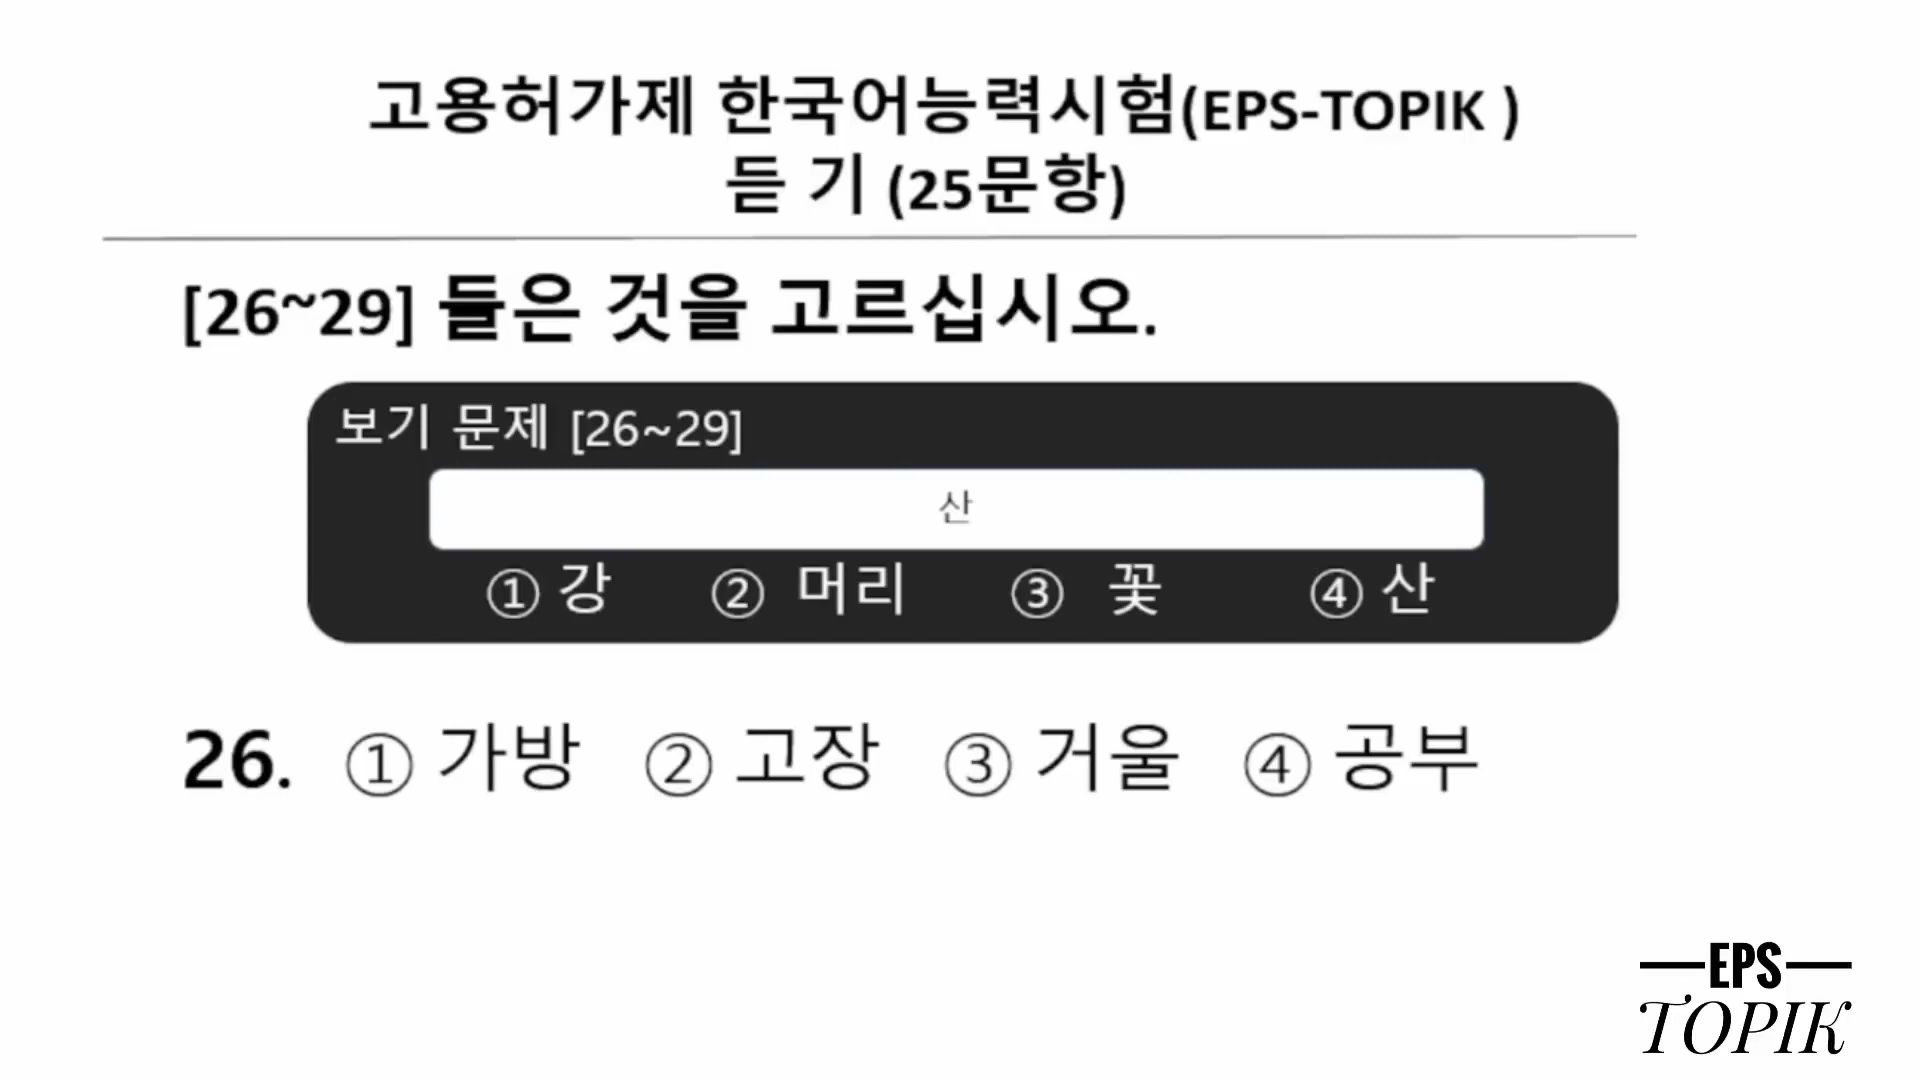 고용허가제 한국어능력시험(EPS-TOPIK )
듣 기 (25문항)
[26~29] 들은 것을 고르십시오.
보기 문제 [26~29]
산
① 강 ② 머리 ③ 꽃 ④ 산
26. ① 가방 ② 고장 ③ 거울 ④ 공부
EPS
TOPIK